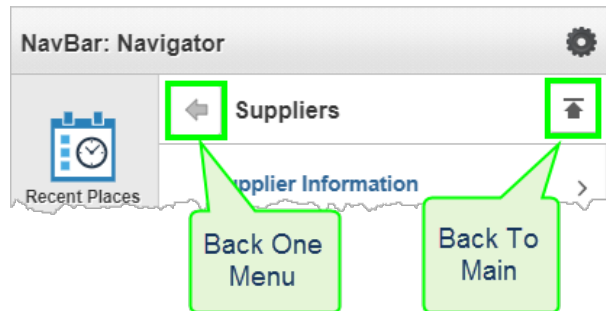 NavBar: Navigator
Suppliers
Recent Places
upplier Information
Back One
Menu
Back To
Main